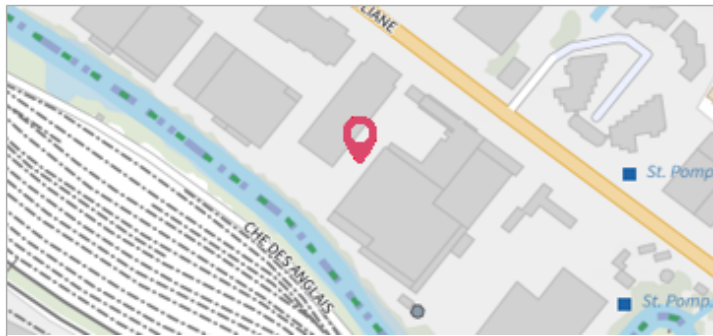 LIANE
St. Pomp
CHE DES ANGLAIS
St. Pomp.